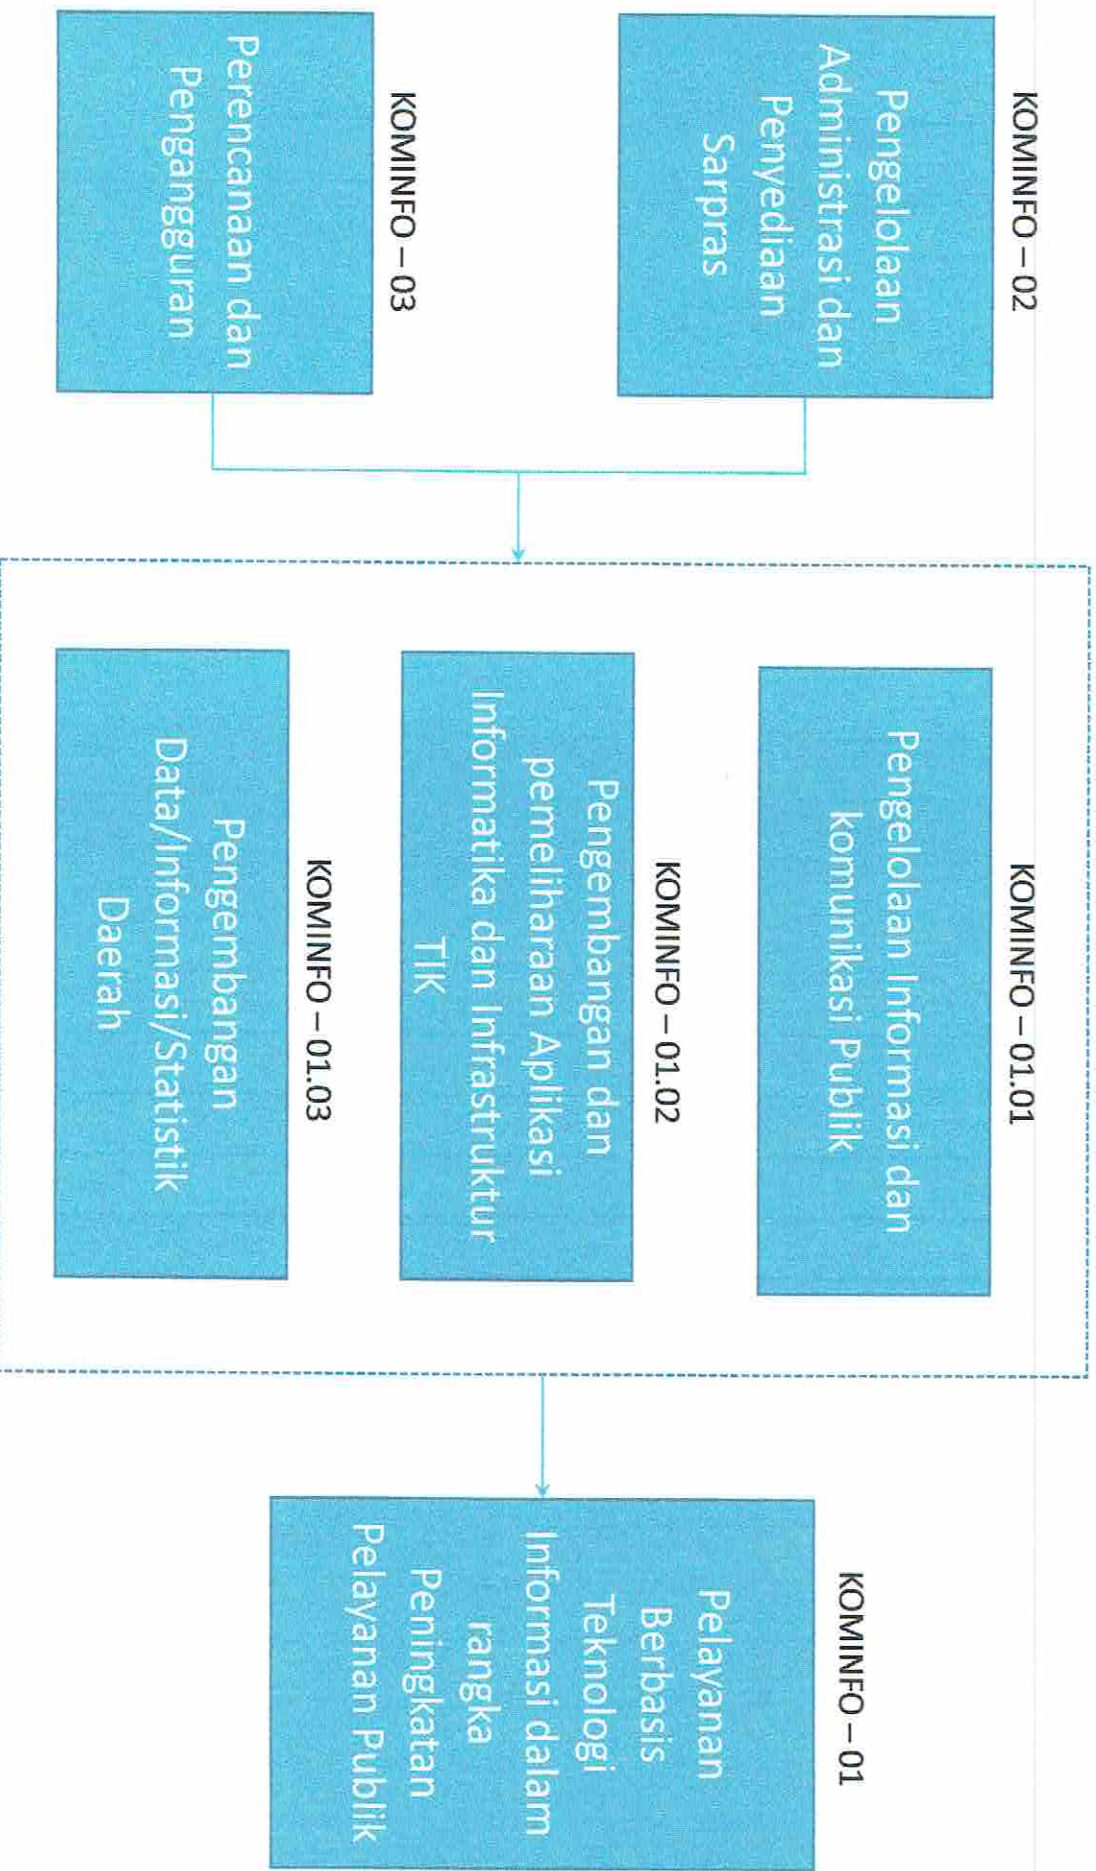 KOMINFO – 02
Pengelolaan
Administrasi dan
Penyediaan
Sarpras
KOMINFO – 03
Perencanaan dan
Pengangguran
KOMINFO – 01.01
Pengelolaan Informasi dan
komunikasi Publik
KOMINFO – 01.02
Pengembangan dan
pemeliharaan Aplikasi
Informatika dan Infrastruktur
TIK
KOMINFO – 01.03
Pengembangan
Data/Informasi/Statistik
Daerah
KOMINFO – 01
Pelayanan
Berbasis
Teknologi
Informasi dalam
rangka
Peningkatan
Pelayanan Publik